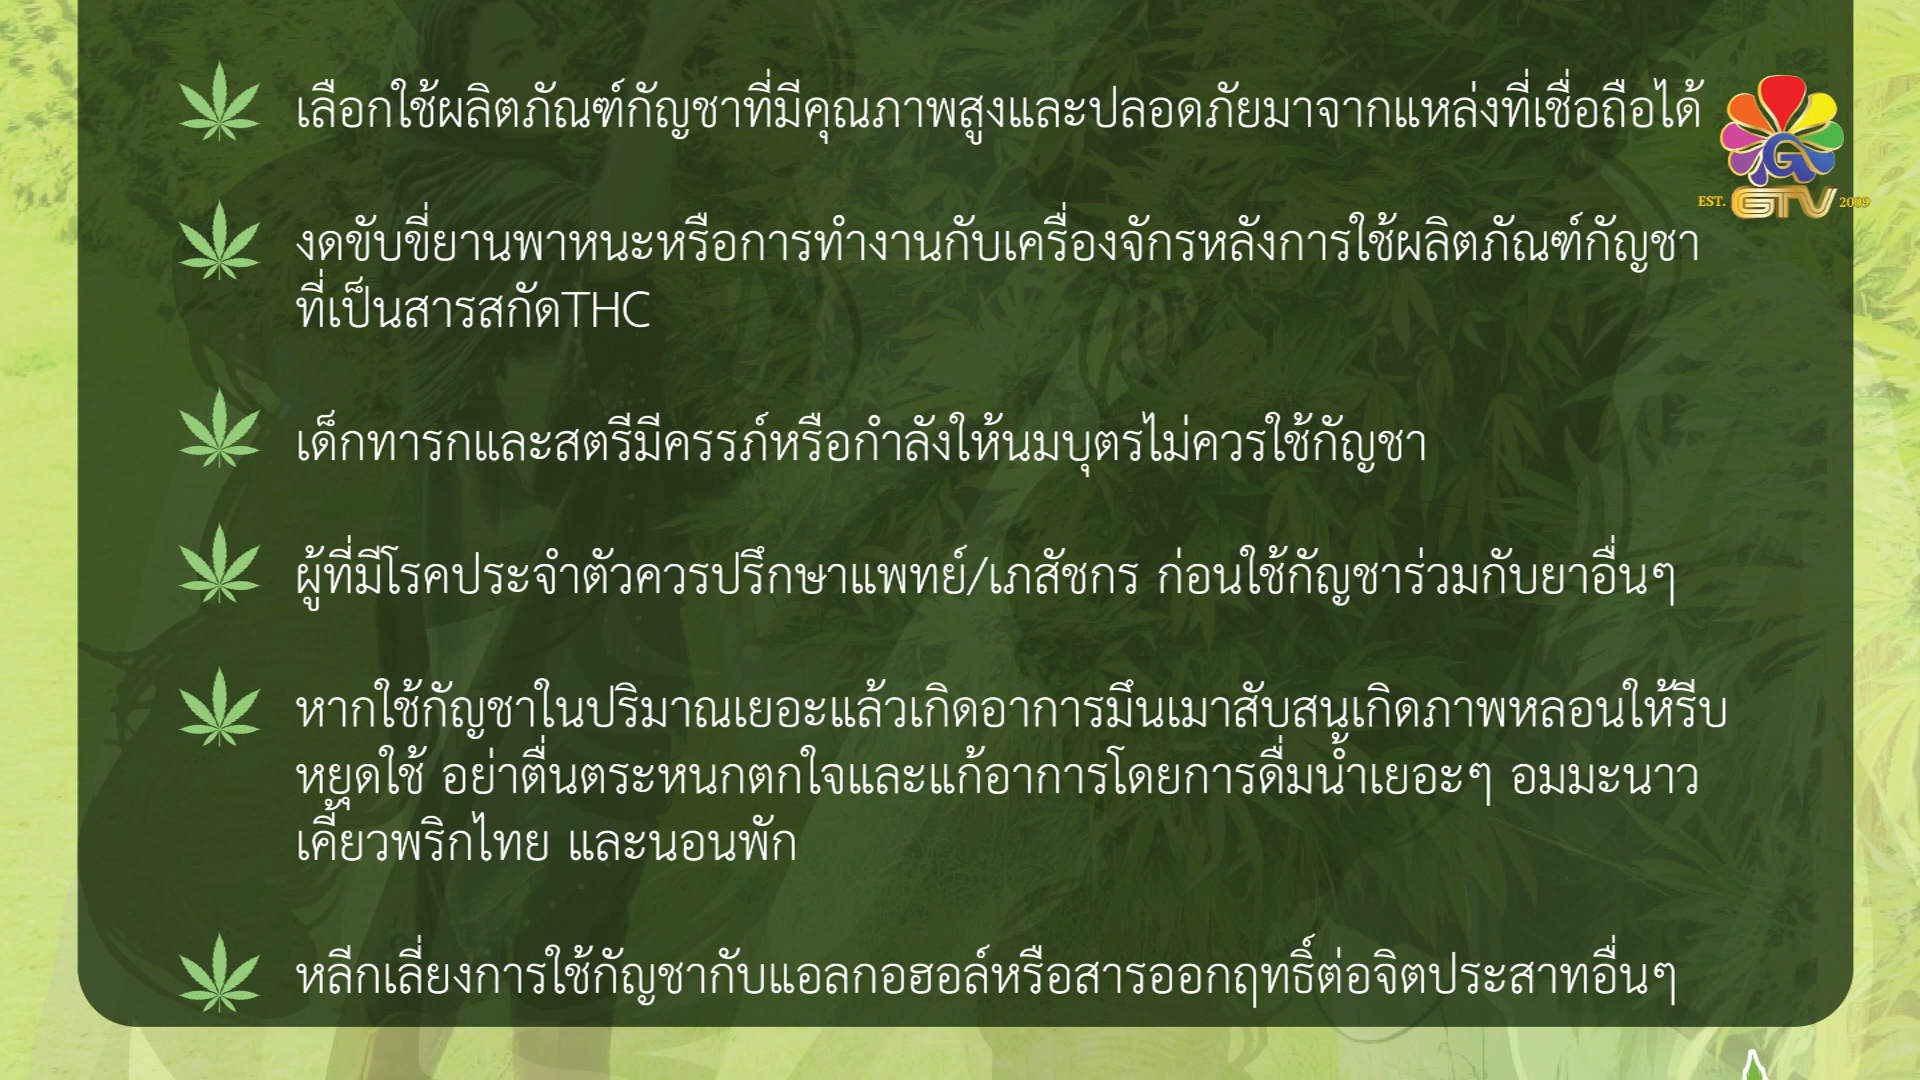 เลือกใช้ผลิตภัณฑ์กัญชาที่มีคุณภาพสูงและปลอดภัยมาจากแหล่งที่เชื่อถือได้
EST. GTV 2009
งดขับขี่ยานพาหนะหรือการทำงานกับเครื่องจักรหลังการใช้ผลิตภัณฑ์กัญชา
ที่เป็นสารสกัดTHC
เด็กทารกและสตรีมีครรภ์หรือกำลังให้นมบุตรไม่ควรใช้กัญชา
ผู้ที่มีโรคประจำตัวควรปรึกษาแพทย์/เภสัชกร ก่อนใช้กัญชาร่วมกับยาอื่นๆ
หากใช้กัญชาในปริมาณเยอะแล้วเกิดอาการมึนเมาสับสนเกิดภาพหลอนให้รีบ
หยุดใช้ อย่าตื่นตระหนกตกใจและแก้อาการโดยการดื่มน้ำเยอะๆ อมมะนาว
เคี้ยวพริกไทย และนอนพัก
หลีกเลี่ยงการใช้กัญชากับแอลกอฮอล์หรือสารออกฤทธิ์ต่อจิตประสาทอื่นๆ